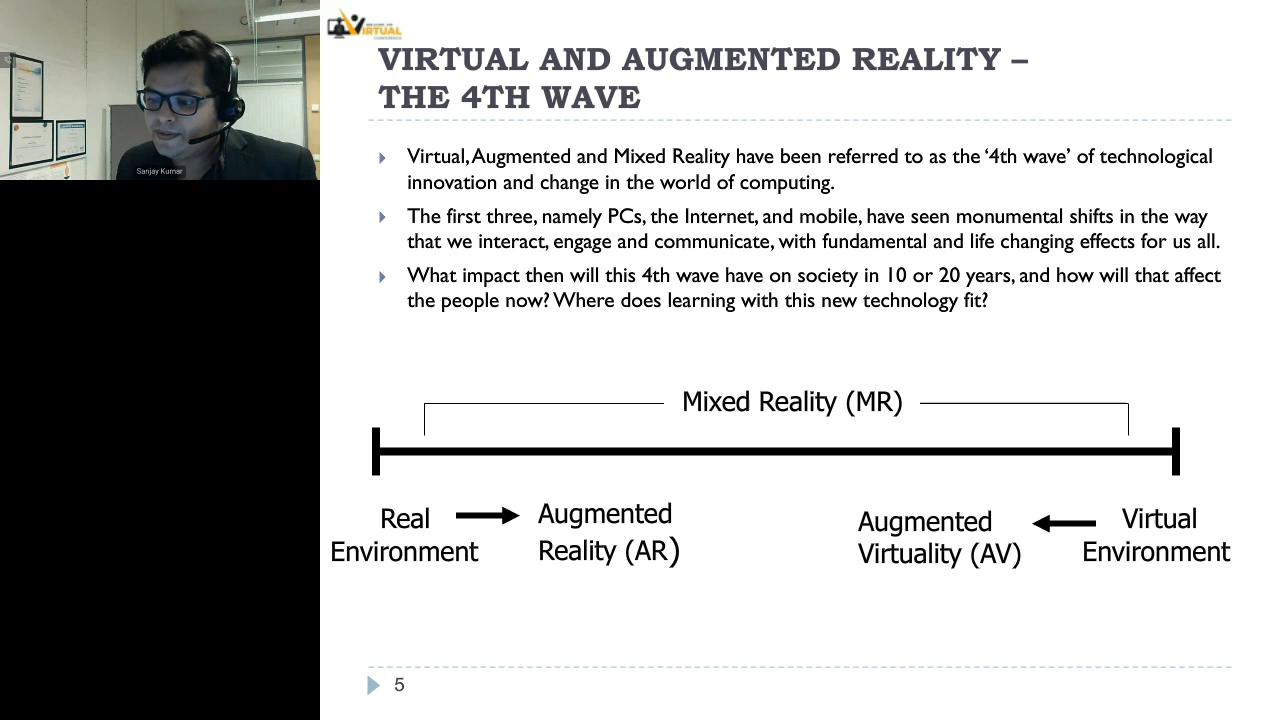 Sanjay Kumar
VIRTUAL
VIRTUAL AND AUGMENTED REALITY –
THE 4TH WAVE
Virtual, Augmented and Mixed Reality have been referred to as the ‘4th wave’ of technological
innovation and change in the world of computing.
The first three, namely PCs, the Internet, and mobile, have seen monumental shifts in the way
that we interact, engage and communicate, with fundamental and life changing effects for us all.
What impact then will this 4th wave have on society in 10 or 20 years, and how will that affect
the people now? Where does learning with this new technology fit?
Mixed Reality (MR)
Real
Environment
Augmented
Reality (AR)
Augmented
Virtuality (AV)
Virtual
Environment
5